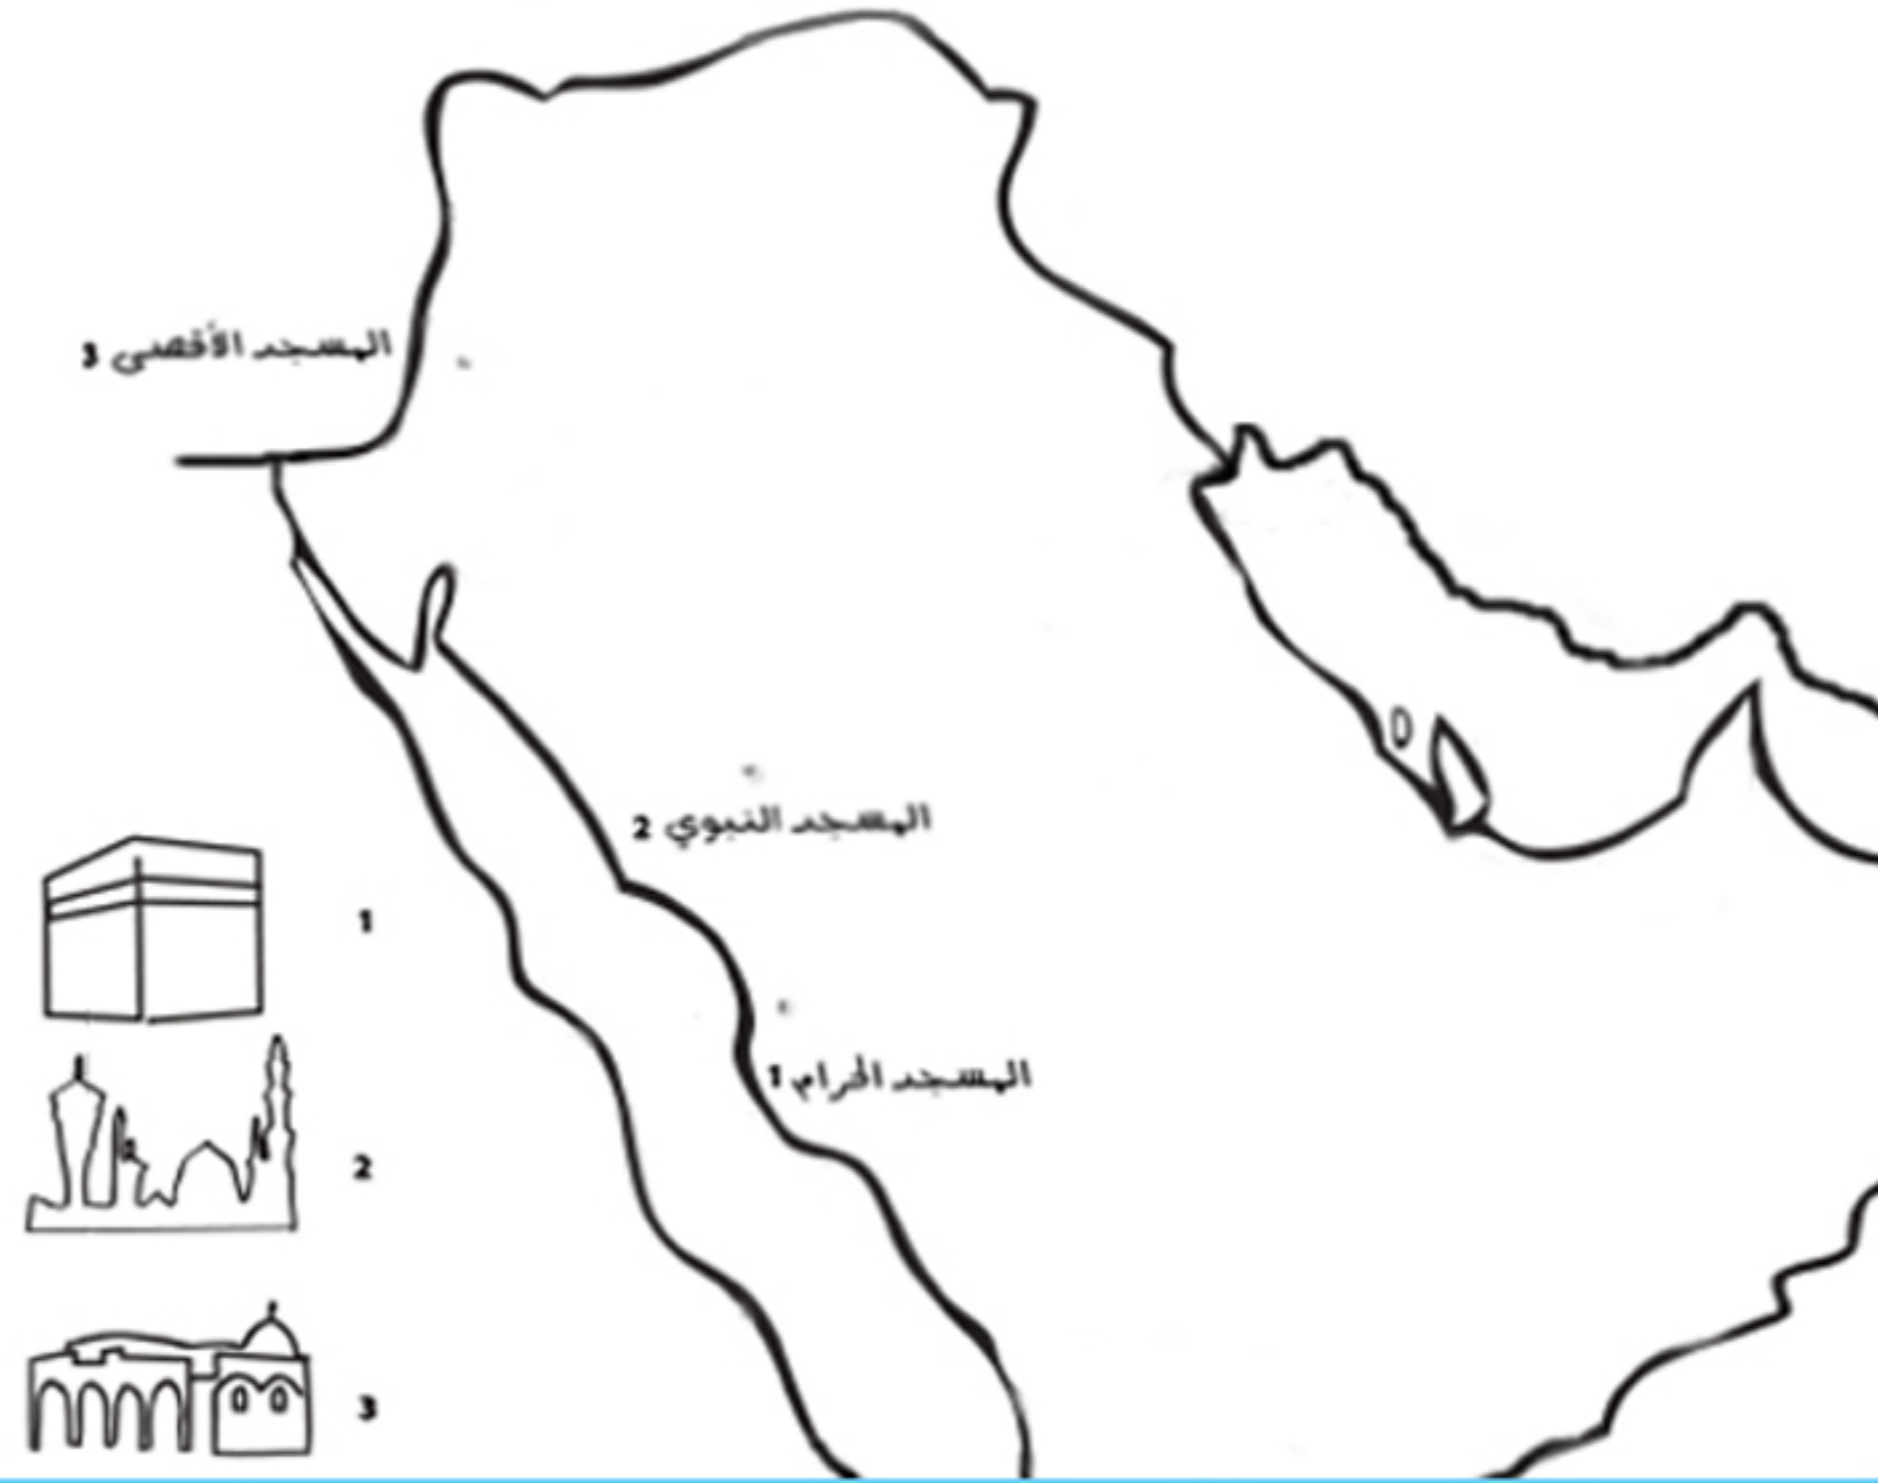 المسجد الأقصى 3
المسجد النبوي 2
المسجد الحرام 1
1
2
3